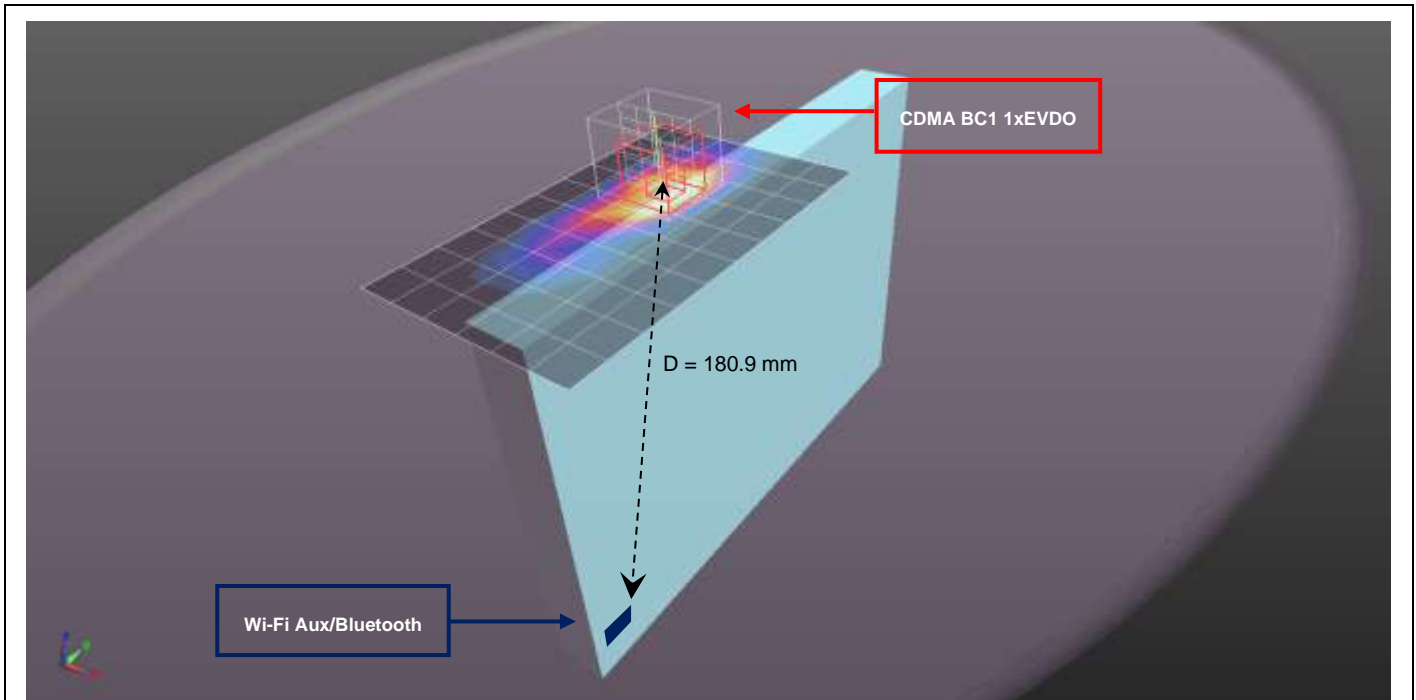 CDMA BC1 1xEVDO
D = 180.9 mm
Wi-Fi Aux/Bluetooth